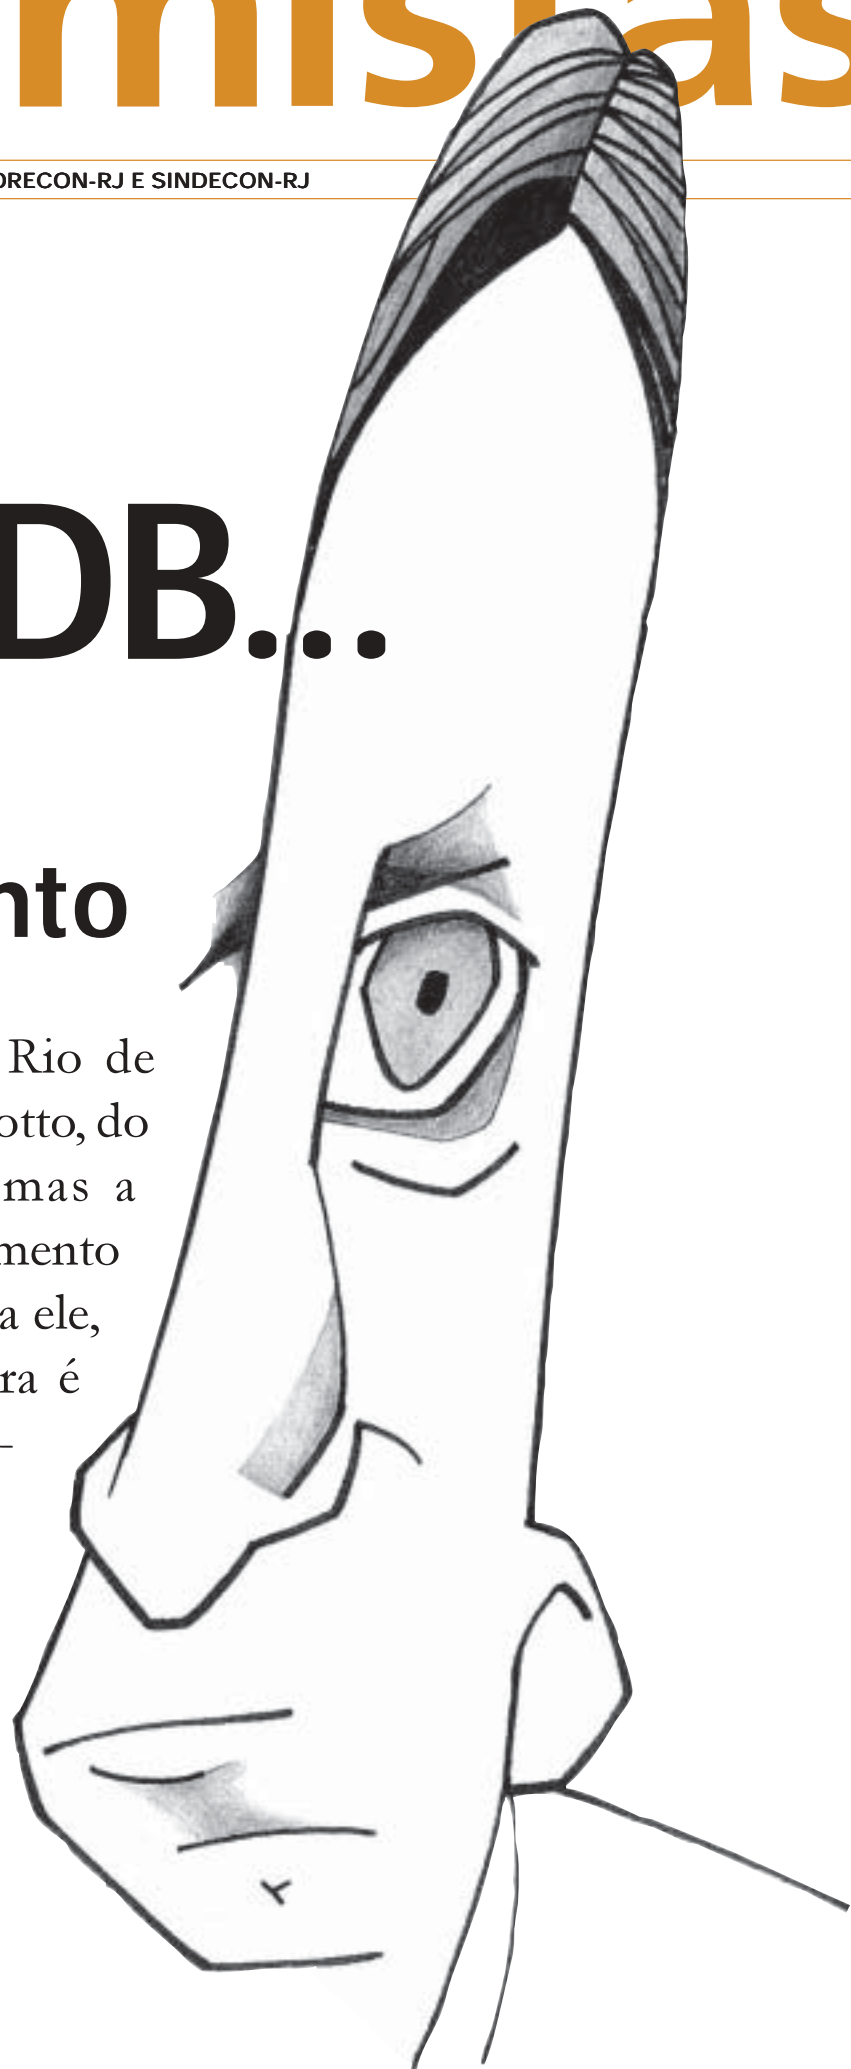 mistas
ORECON-RJ E SINDECON-RJ
DB...
nto
Rio de
otto, do
mas a
mento
a ele,
ra é
–